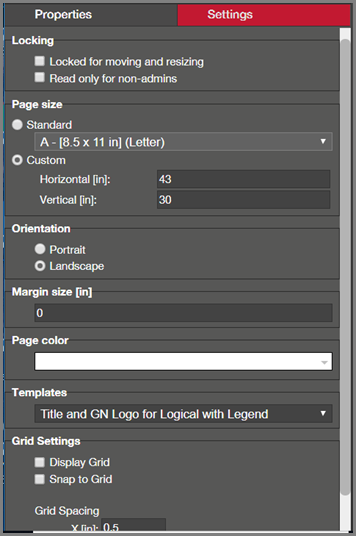 Properties Settings
Locking
Locked for moving and resizing
Read only for non-admins
Page size
Standard
A - [8.5 x 11 in] (Letter)
Custom
Horizontal [in]: 43
Vertical [in]: 30
Orientation
Portrait
Landscape
Margin size [in]
0
Page color
Templates
Title and GN Logo for Logical with Legend
Grid Settings
Display Grid
Snap to Grid
Grid Spacing
X [in]: 0.5